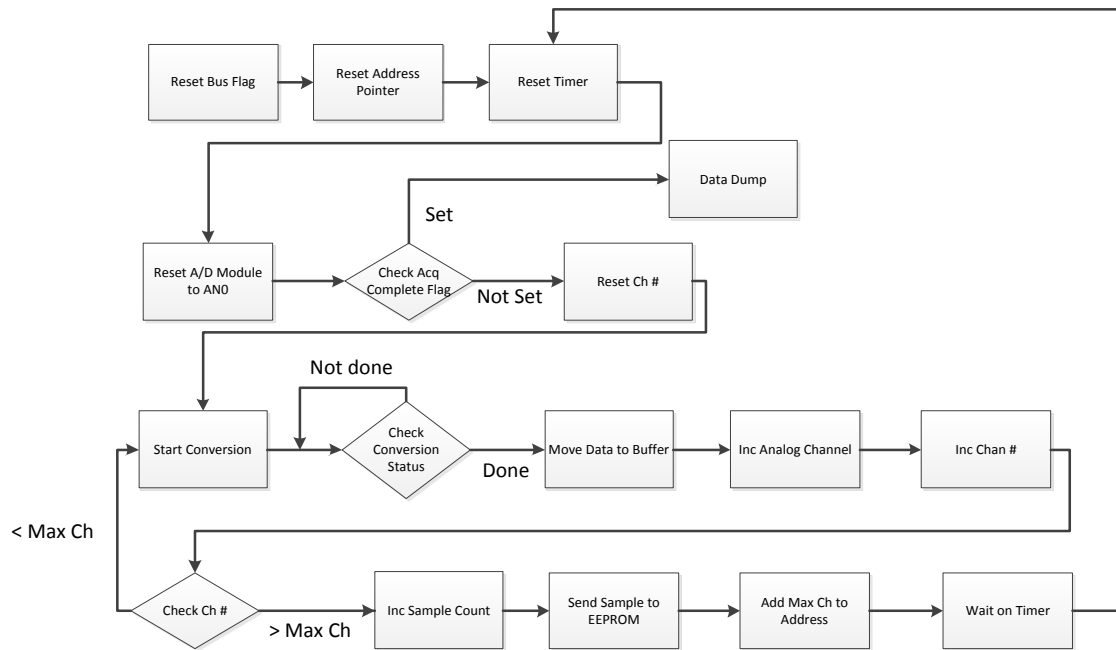 Reset Bus Flag
Reset Address
Pointer
Reset Timer
Data Dump
Set
Reset A/D Module
to AN0
Check Acq
Complete Flag
Not Set
Reset Ch #
Not done
Start Conversion
Check
Conversion
Status
Done
Move Data to Buffer
Inc Analog Channel
Inc Chan #
< Max Ch
Check Ch #
> Max Ch
Inc Sample Count
Send Sample to
EEPROM
Add Max Ch to
Address
Wait on Timer